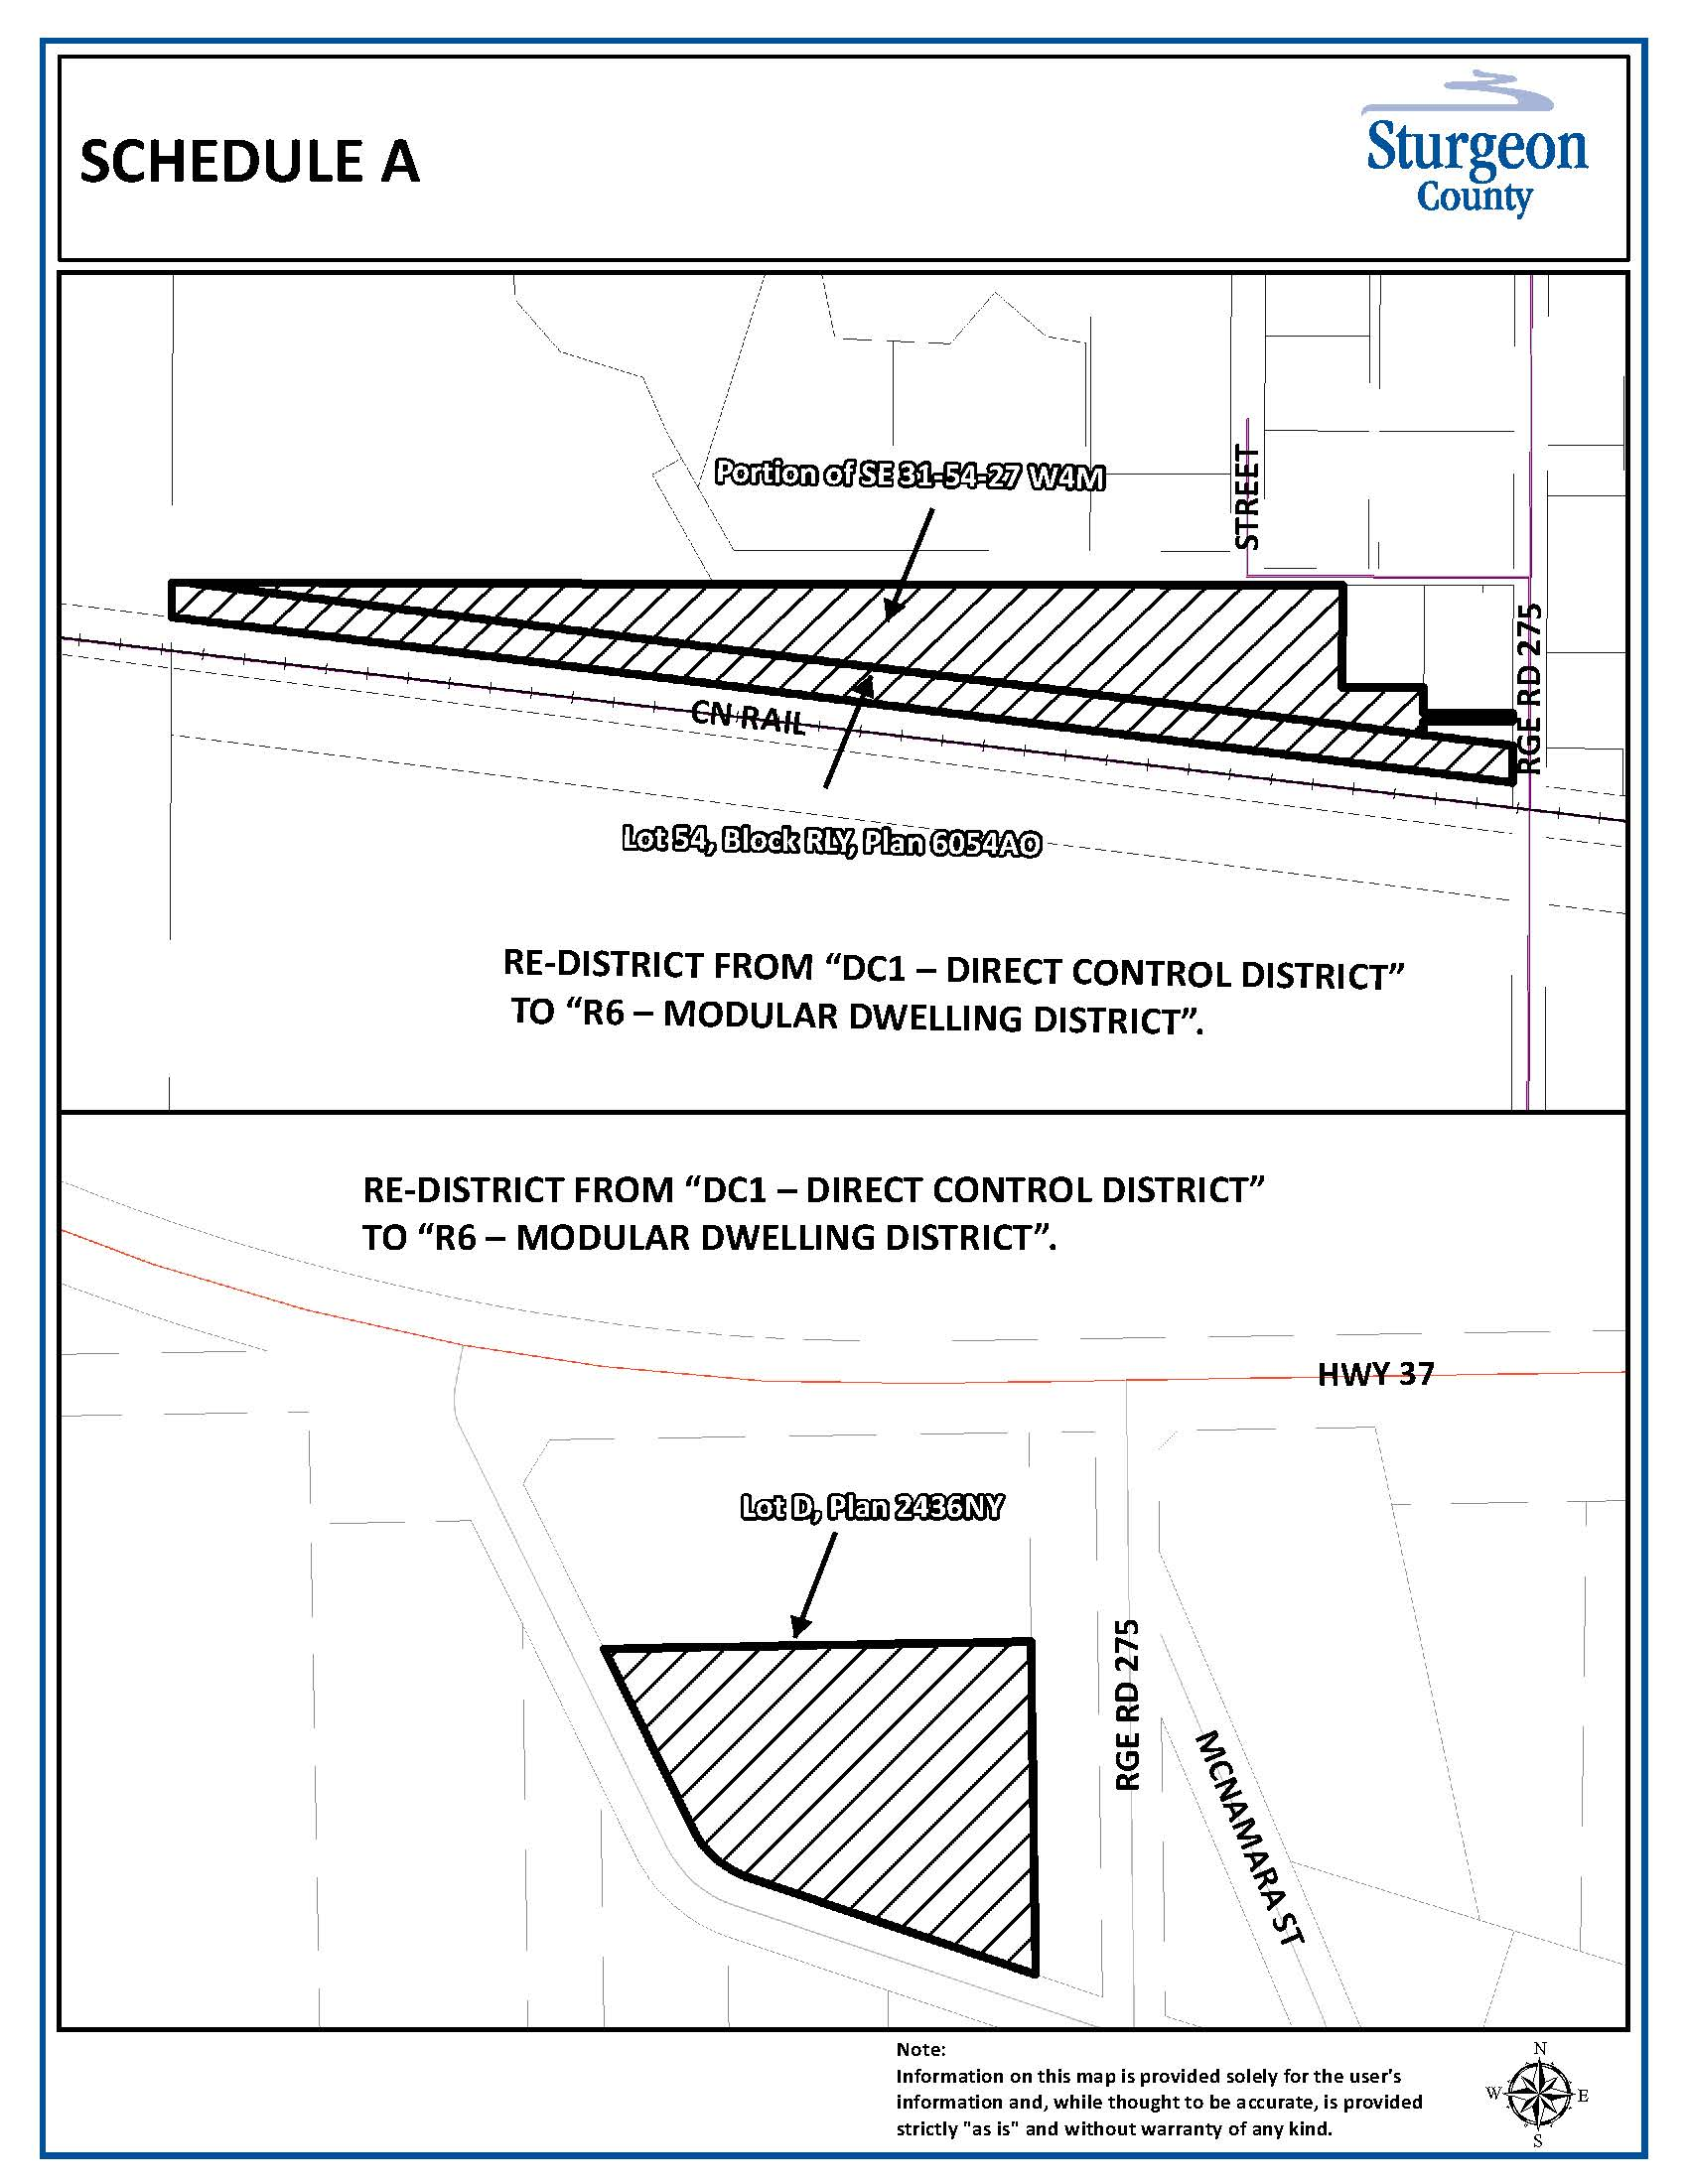 SCHEDULE A
Sturgeon
County
Portion of SE 31-54-27 W4M
STREET
RGE RD 275
CN RAIL
Lot 54, Block RLY, Plan 6054AO
RE-DISTRICT FROM “DC1 – DIRECT CONTROL DISTRICT”
TO “R6 – MODULAR DWELLING DISTRICT”.
RE-DISTRICT FROM “DC1 – DIRECT CONTROL DISTRICT”
TO “R6 – MODULAR DWELLING DISTRICT”.
HWY 37
Lot D, Plan 2436NY
RGE RD 275
MCNAMARA ST
Note:
Information on this map is provided solely for the user's
information and, while thought to be accurate, is provided
strictly "as is" and without warranty of any kind.
N
W
E
S